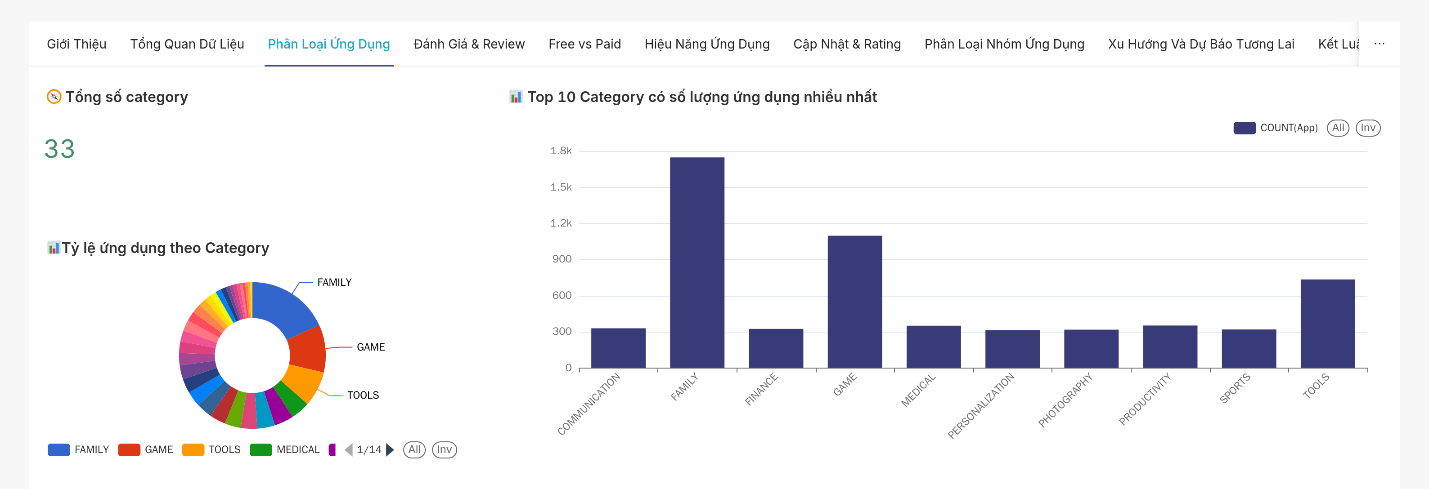 Giới Thiệu Tổng Quan Dữ Liệu Phân Loại Ứng Dụng Đánh Giá & Review Free vs Paid Hiệu Năng Ứng Dụng Cập Nhật & Rating Phân Loại Nhóm Ứng Dụng Xu Hướng Và Dự Báo Tương Lai Kết Luậ ...
Tổng số category
33
Tỷ lệ ứng dụng theo Category
FAMILY
GAME
TOOLS
FAMILY GAME TOOLS MEDICAL 1/14 All Inv
Top 10 Category có số lượng ứng dụng nhiều nhất
COUNT(App) All Inv
1.8k
1.5k
1.2k
900
600
300
0
COMMUNICATION
FAMILY
FINANCE
GAME
MEDICAL
PERSONALIZATION
PHOTOGRAPHY
PRODUCTIVITY
SPORTS
TOOLS